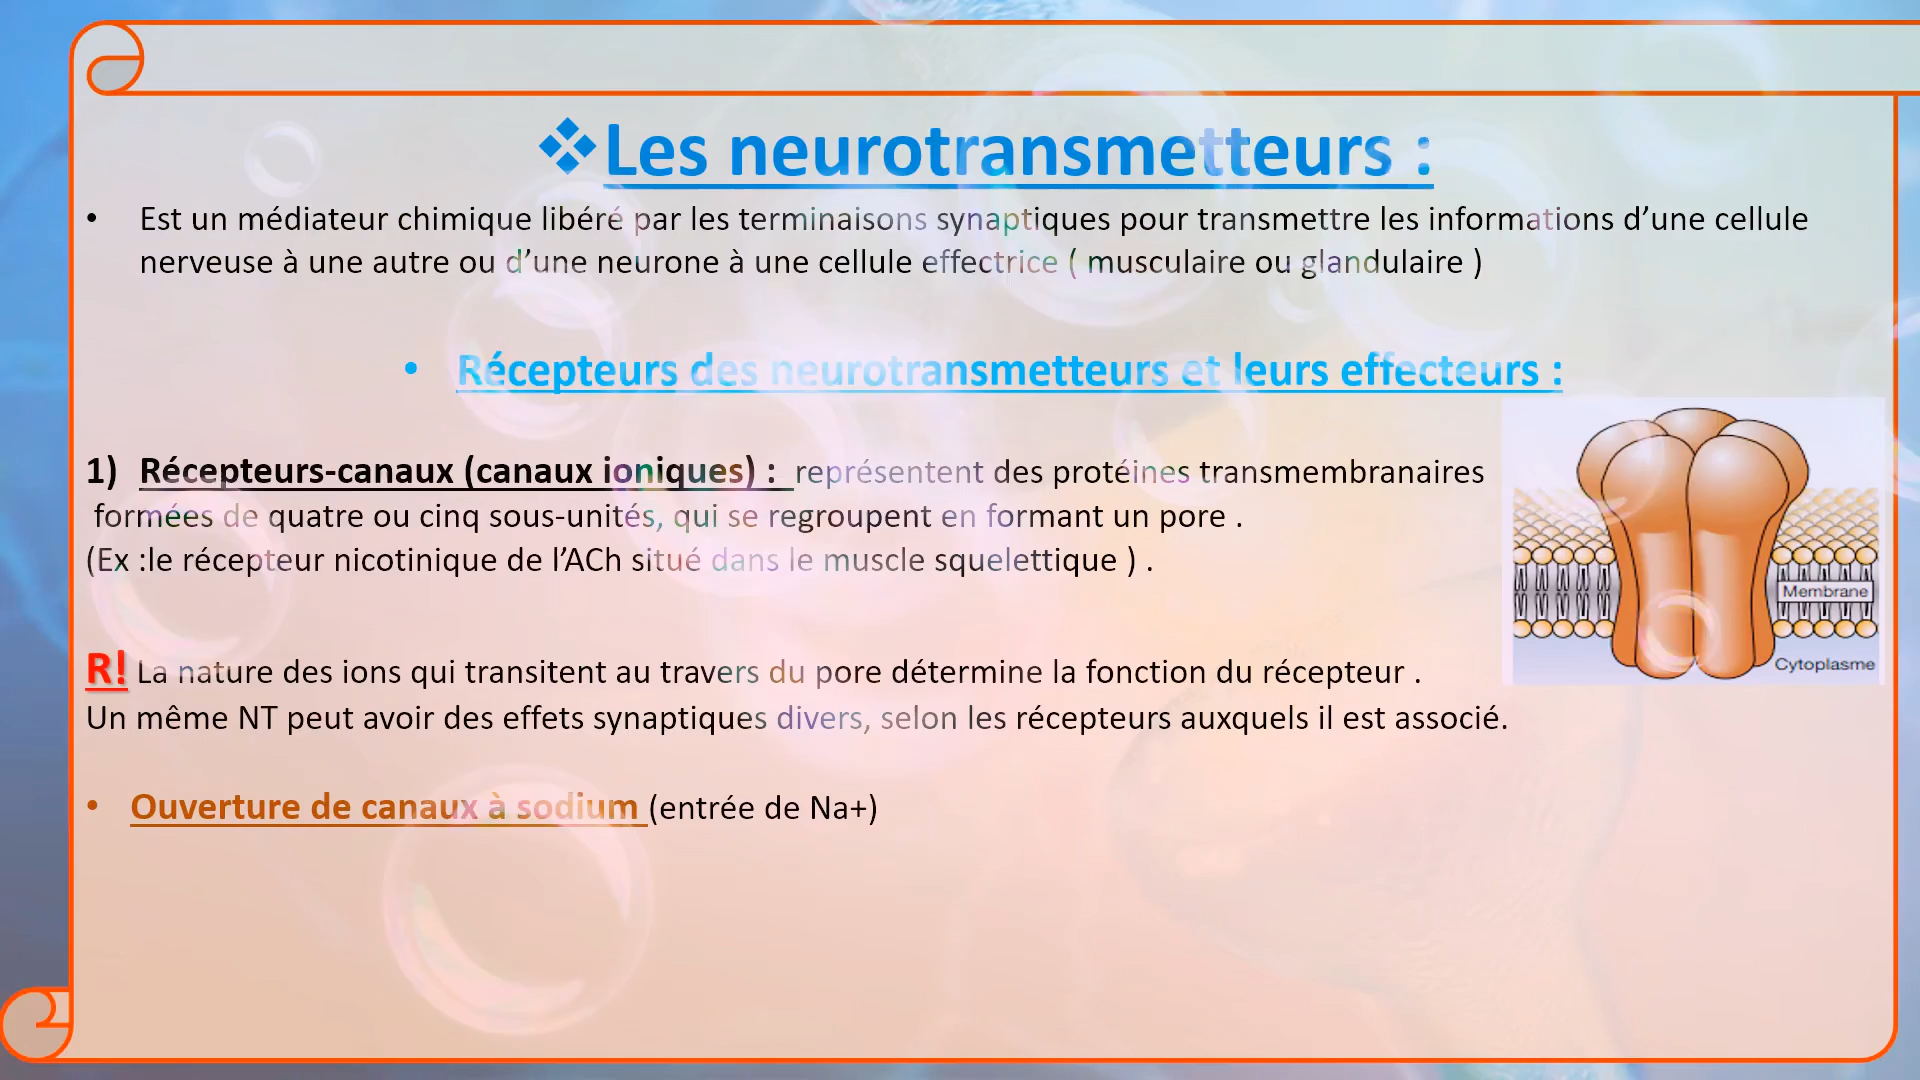 ❖Les neurotransmetteurs :
• Est un médiateur chimique libéré par les terminaisons synaptiques pour transmettre les informations d’une cellule
nerveuse à une autre ou d’une neurone à une cellule effectrice ( musculaire ou glandulaire )
• Récepteurs des neurotransmetteurs et leurs effecteurs :
1) Récepteurs-canaux (canaux ioniques) : représentent des protéines transmembranaires
formées de quatre ou cinq sous-unités, qui se regroupent en formant un pore .
(Ex :le récepteur nicotinique de l’ACh situé dans le muscle squelettique ) .
Membrane
Cytoplasme
R! La nature des ions qui transitent au travers du pore détermine la fonction du récepteur .
Un même NT peut avoir des effets synaptiques divers, selon les récepteurs auxquels il est associé.
• Ouverture de canaux à sodium (entrée de Na+)